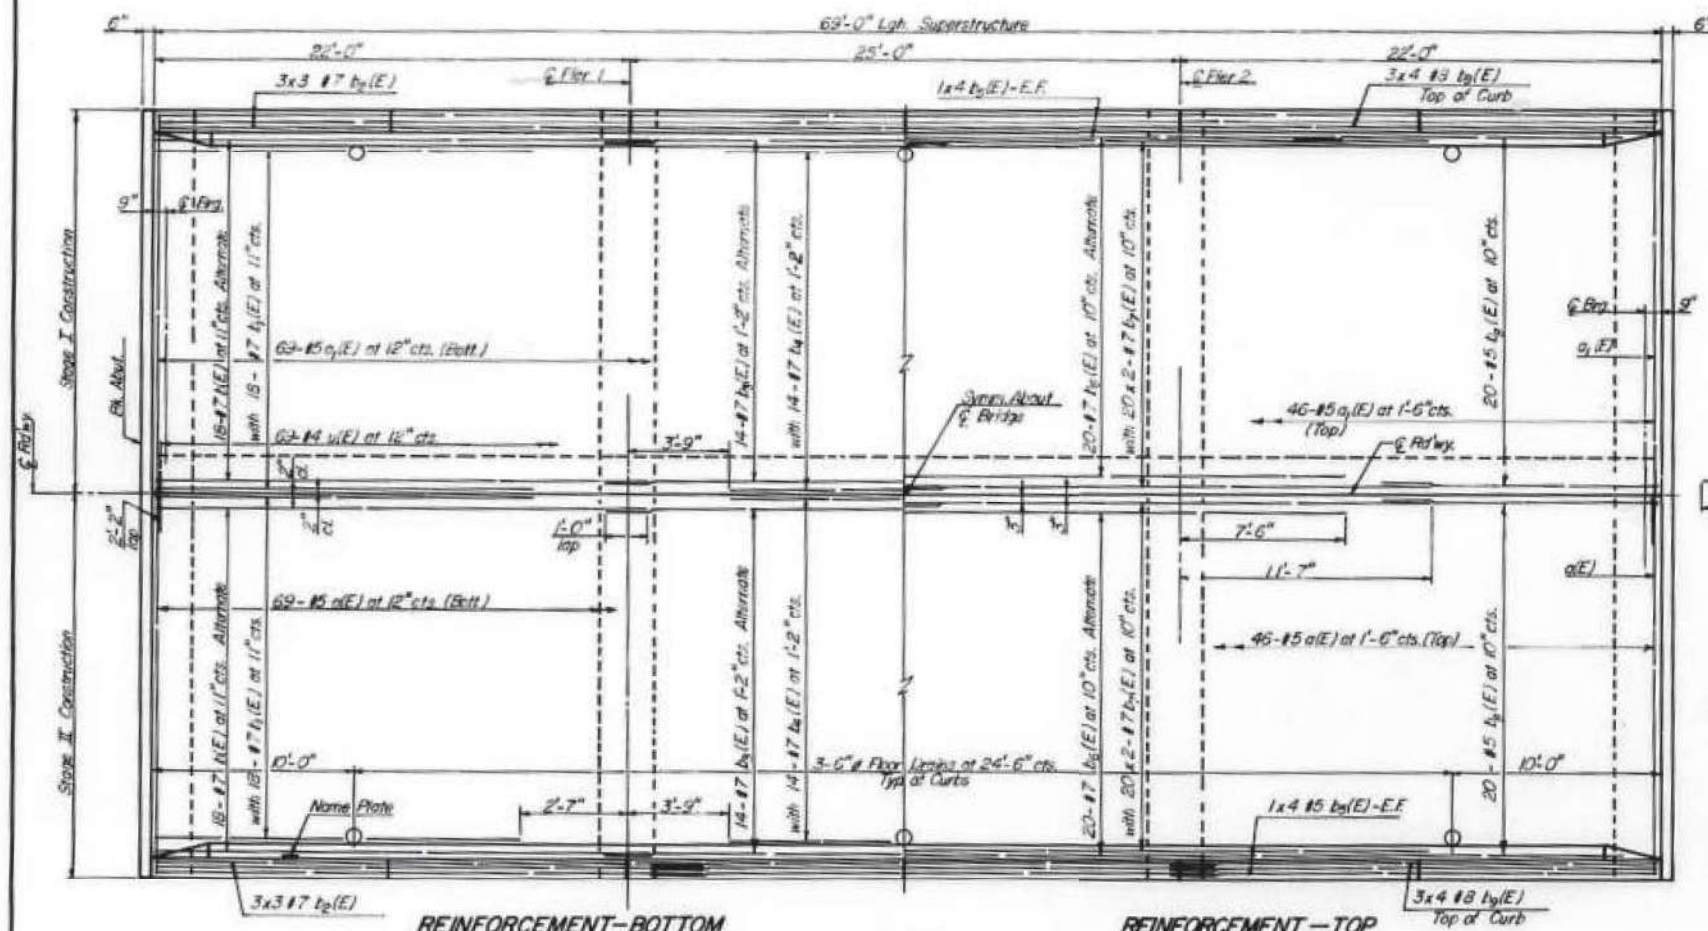 6"
69'-0" Lgh. Superstructure
6"
22'-0"
25'-0"
22'-0"
℄ Pier 1
℄ Pier 2
3x3 #7 b2(E)
1x4 b5(E)-E.F.
3x4 #8 b9(E)
Top of Curb
9"
℄ Brg.
Stage I Construction
Bk. Abut.
18-#7 b(E) at 11" cts. Alternate
with 18-#7 b1(E) at 11" cts.
14-#7 b3(E) at 1'-2" cts. Alternate
with 14-#7 b4(E) at 1'-2" cts.
20-#7 b6(E) at 10" cts. Alternate
with 20x2-#7 b7(E) at 10" cts.
20-#5 b8(E) at 10" cts.
℄ Brg.
9"
a1(E)
69-#5 a1(E) at 12" cts. (Bott.)
Symm. About
℄ Bridge
46-#5 a1(E) at 1'-6" cts.
(Top)
69-#4 u(E) at 12" cts.
3'-9"
℄ Rd'wy.
℄ Rd'wy.
2"
cl.
2"
cl.
2'-2"
Lap
1'-0"
Lap
7'-6"
11'-7"
a(E)
Stage II Construction
69-#5 a(E) at 12" cts. (Bott.)
46-#5 a(E) at 1'-6" cts. (Top)
18-#7 b(E) at 11" cts. Alternate
with 18-#7 b1(E) at 11" cts.
14-#7 b3(E) at 1'-2" cts. Alternate
with 14-#7 b4(E) at 1'-2" cts.
20-#7 b6(E) at 10" cts. Alternate
with 20x2-#7 b7(E) at 10" cts.
20-#5 b8(E) at 10" cts.
10'-0"
3-6" ø Floor Drains at 24'-6" cts.
Typ. at Curbs
10'-0"
Name Plate
2'-7"
3'-9"
1x4 #5 b5(E)-E.F.
3x3 #7 b2(E)
3x4 #8 b9(E)
Top of Curb
REINFORCEMENT-BOTTOM
REINFORCEMENT-TOP